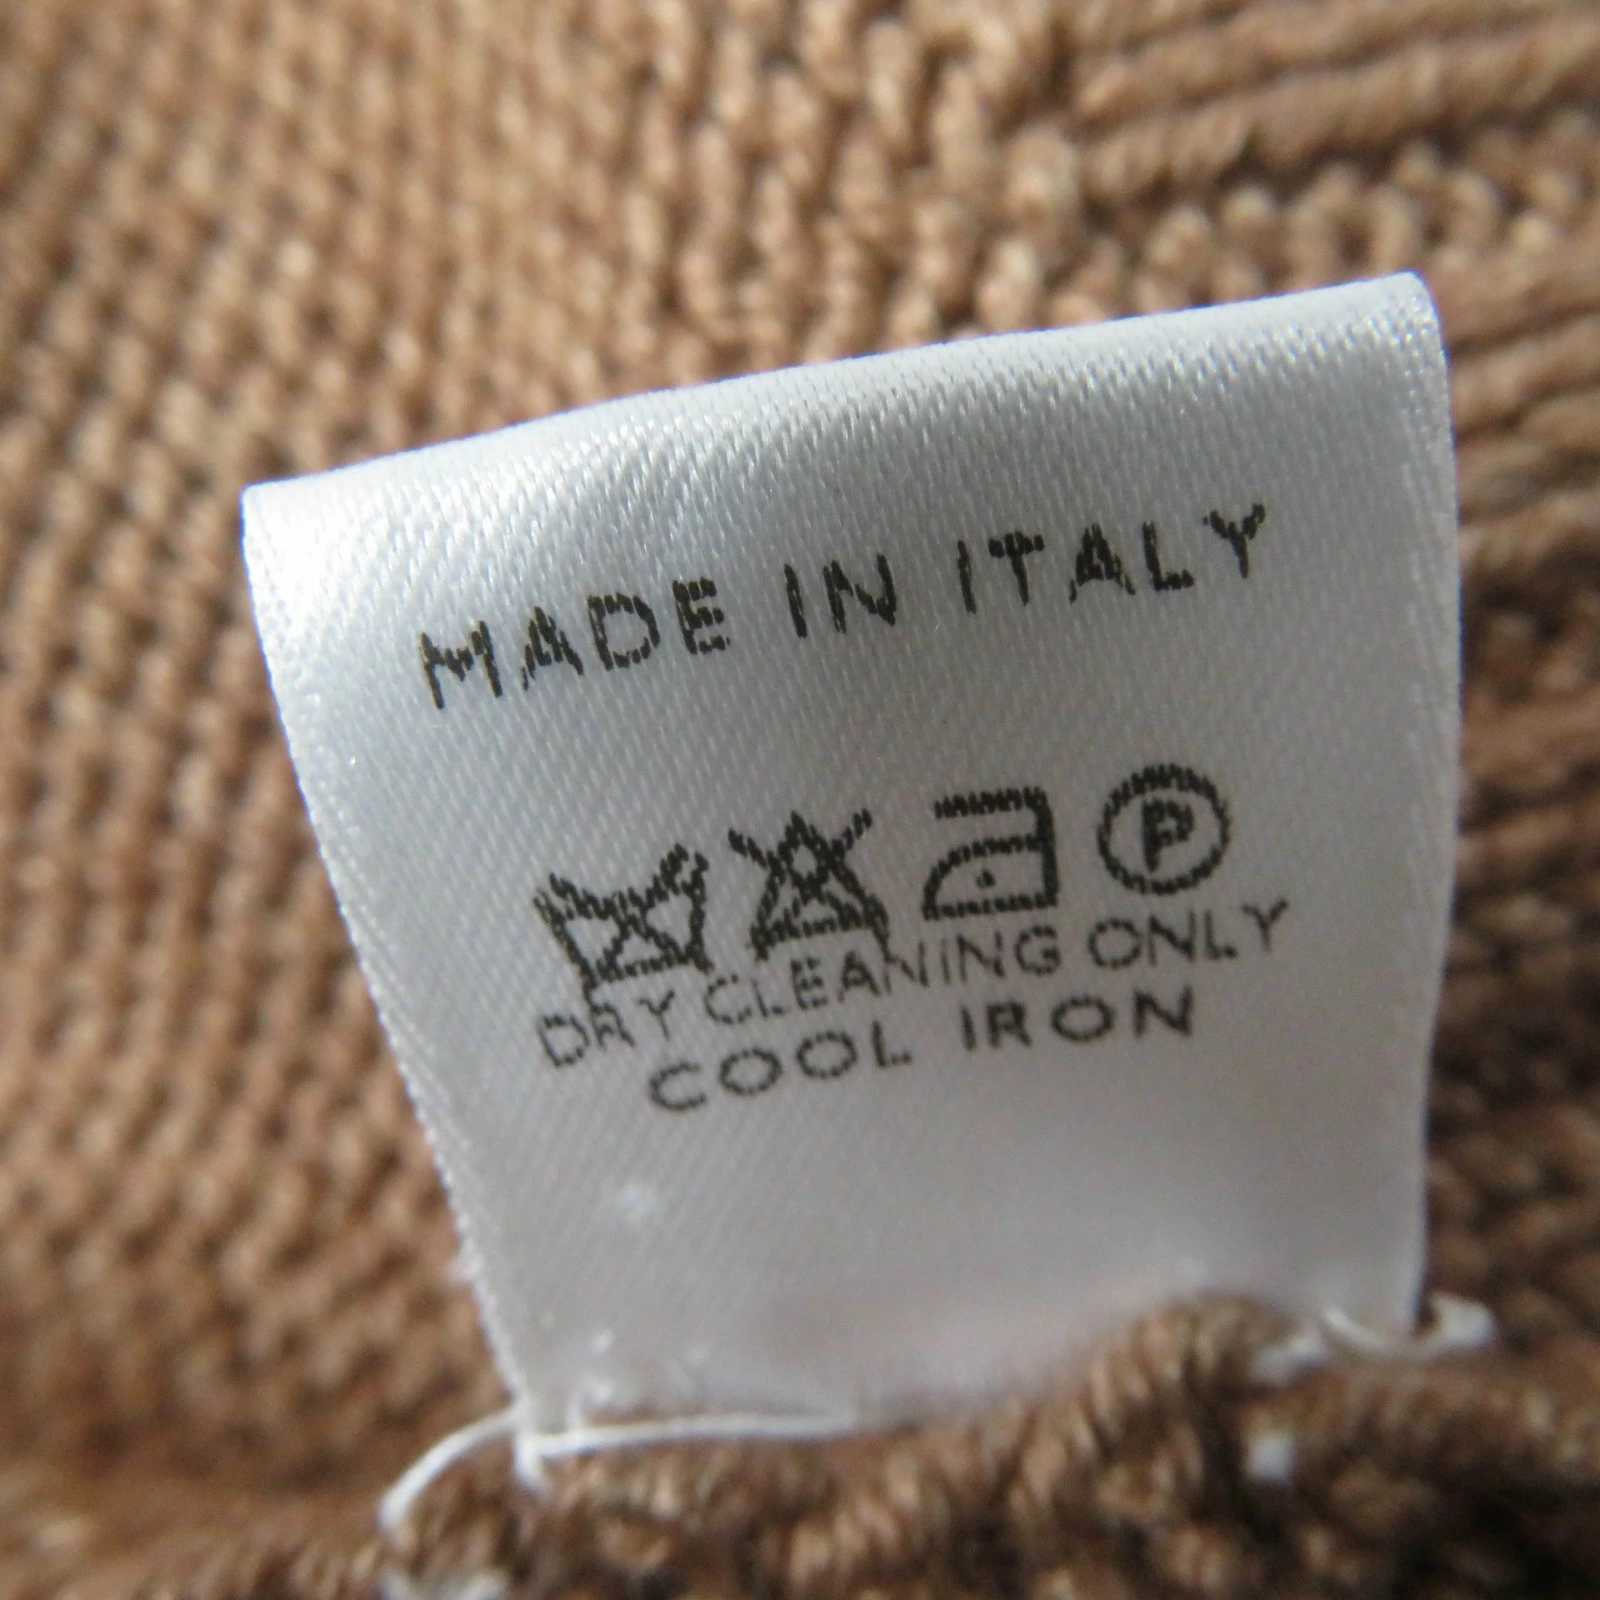 MADE IN ITALY
P
DRY CLEANING ONLY
COOL IRON